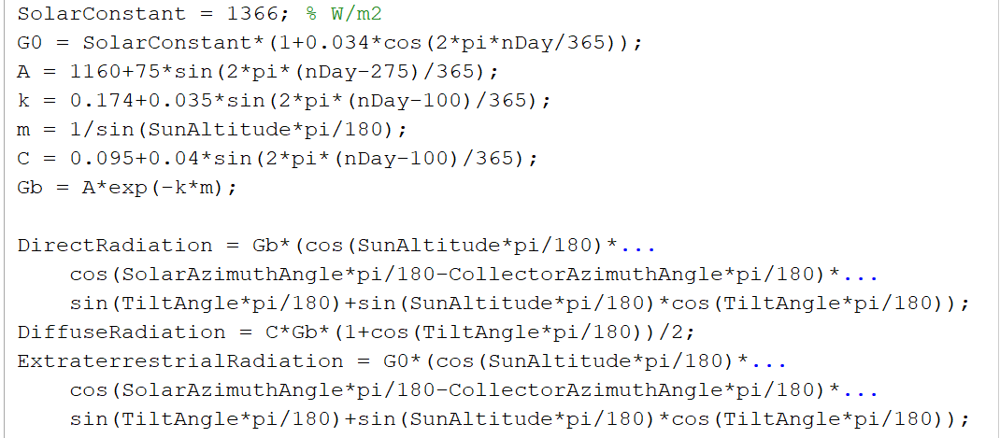 SolarConstant = 1366; % W/m2
G0 = SolarConstant*(1+0.034*cos(2*pi*nDay/365));
A = 1160+75*sin(2*pi*(nDay-275)/365);
k = 0.174+0.035*sin(2*pi*(nDay-100)/365);
m = 1/sin(SunAltitude*pi/180);
C = 0.095+0.04*sin(2*pi*(nDay-100)/365);
Gb = A*exp(-k*m);

DirectRadiation = Gb*(cos(SunAltitude*pi/180)*...
    cos(SolarAzimuthAngle*pi/180-CollectorAzimuthAngle*pi/180)*...
    sin(TiltAngle*pi/180)+sin(SunAltitude*pi/180)*cos(TiltAngle*pi/180));
DiffuseRadiation = C*Gb*(1+cos(TiltAngle*pi/180))/2;
ExtraterrestrialRadiation = G0*(cos(SunAltitude*pi/180)*...
    cos(SolarAzimuthAngle*pi/180-CollectorAzimuthAngle*pi/180)*...
    sin(TiltAngle*pi/180)+sin(SunAltitude*pi/180)*cos(TiltAngle*pi/180));